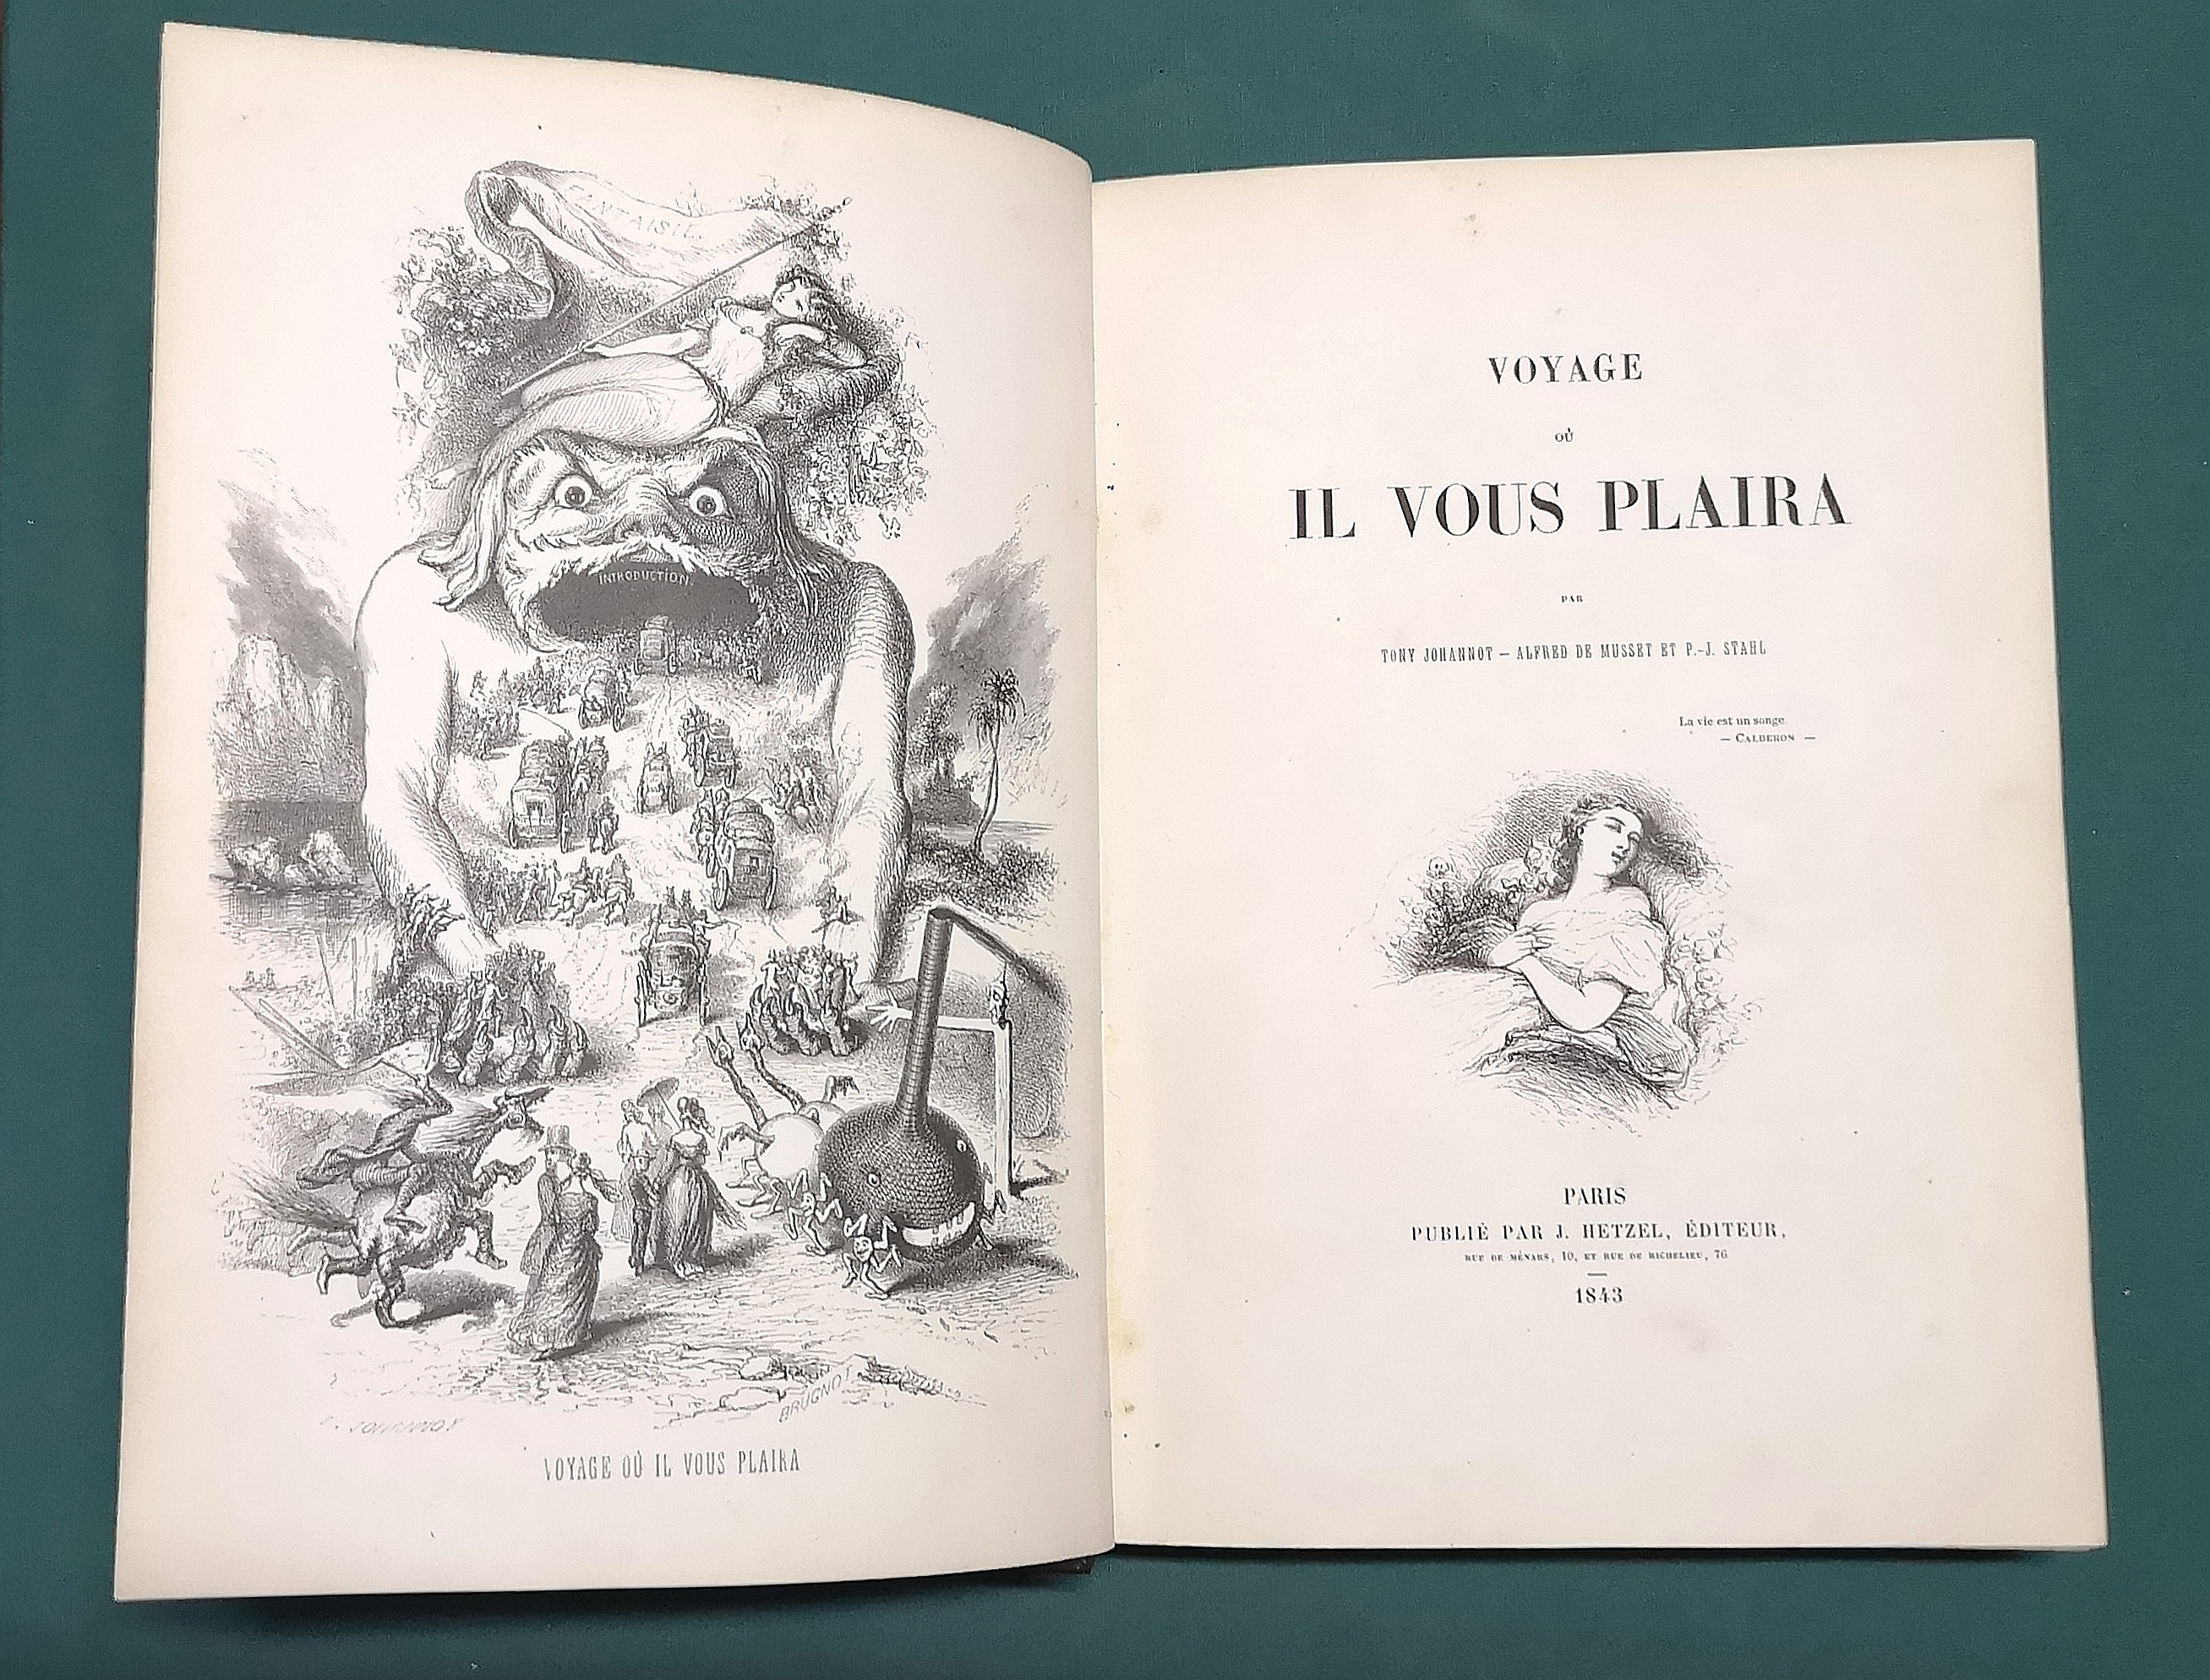 FANTAISIE.
INTRODUCTION.
T. JOHANNOT
BRUGNOT
VOYAGE OÙ IL VOUS PLAIRA
VOYAGE
OÙ
IL VOUS PLAIRA
PAR
TONY JOHANNOT — ALFRED DE MUSSET ET P.-J. STAHL
La vie est un songe.
— CALDERON —
PARIS
PUBLIÉ PAR J. HETZEL, ÉDITEUR,
RUE DE MÉNARS, 10, ET RUE DE RICHELIEU, 76
1843